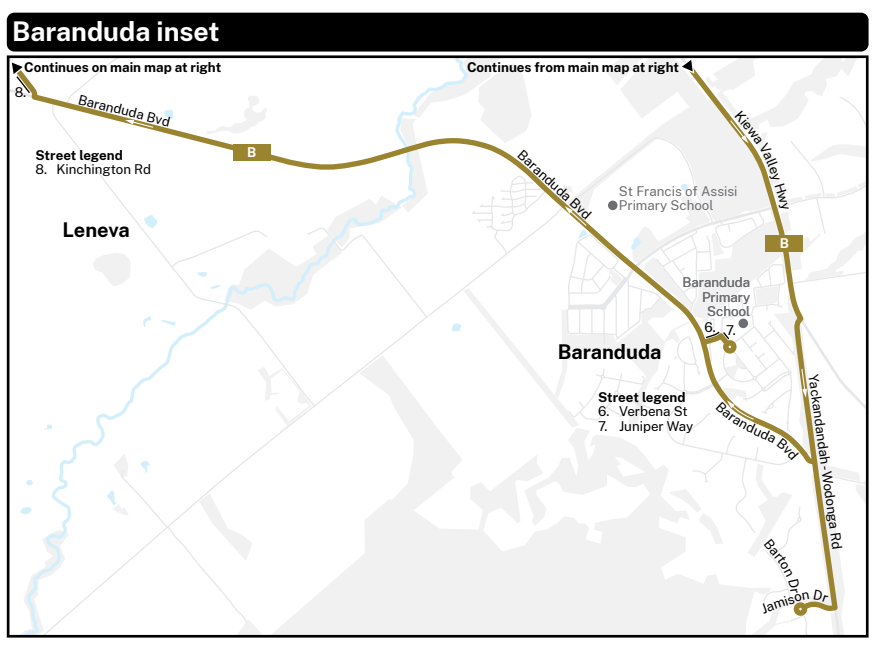 Baranduda inset
Continues on main map at right
Continues from main map at right
8.
Baranduda Bvd
B
Street legend
8. Kinchington Rd
Leneva
Baranduda Bvd
Kiewa Valley Hwy
St Francis of Assisi
Primary School
B
Baranduda
Primary
School
6.
7.
Baranduda
Street legend
6. Verbena St
7. Juniper Way
Baranduda Bvd
Yackandandah-Wodonga Rd
Barton Dr
Jamison Dr